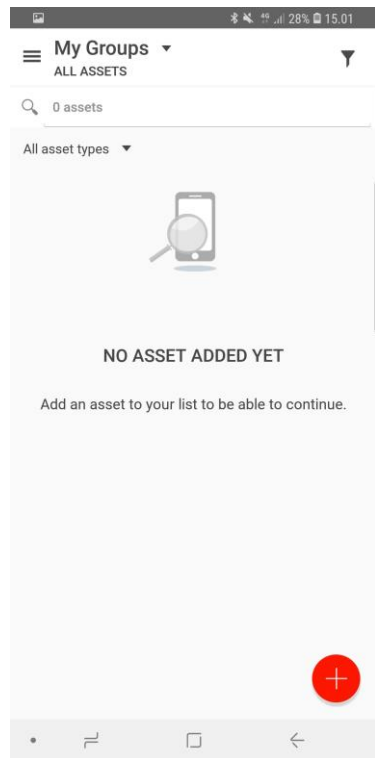 4G 28% 15.01
My Groups
ALL ASSETS
0 assets
All asset types
NO ASSET ADDED YET
Add an asset to your list to be able to continue.